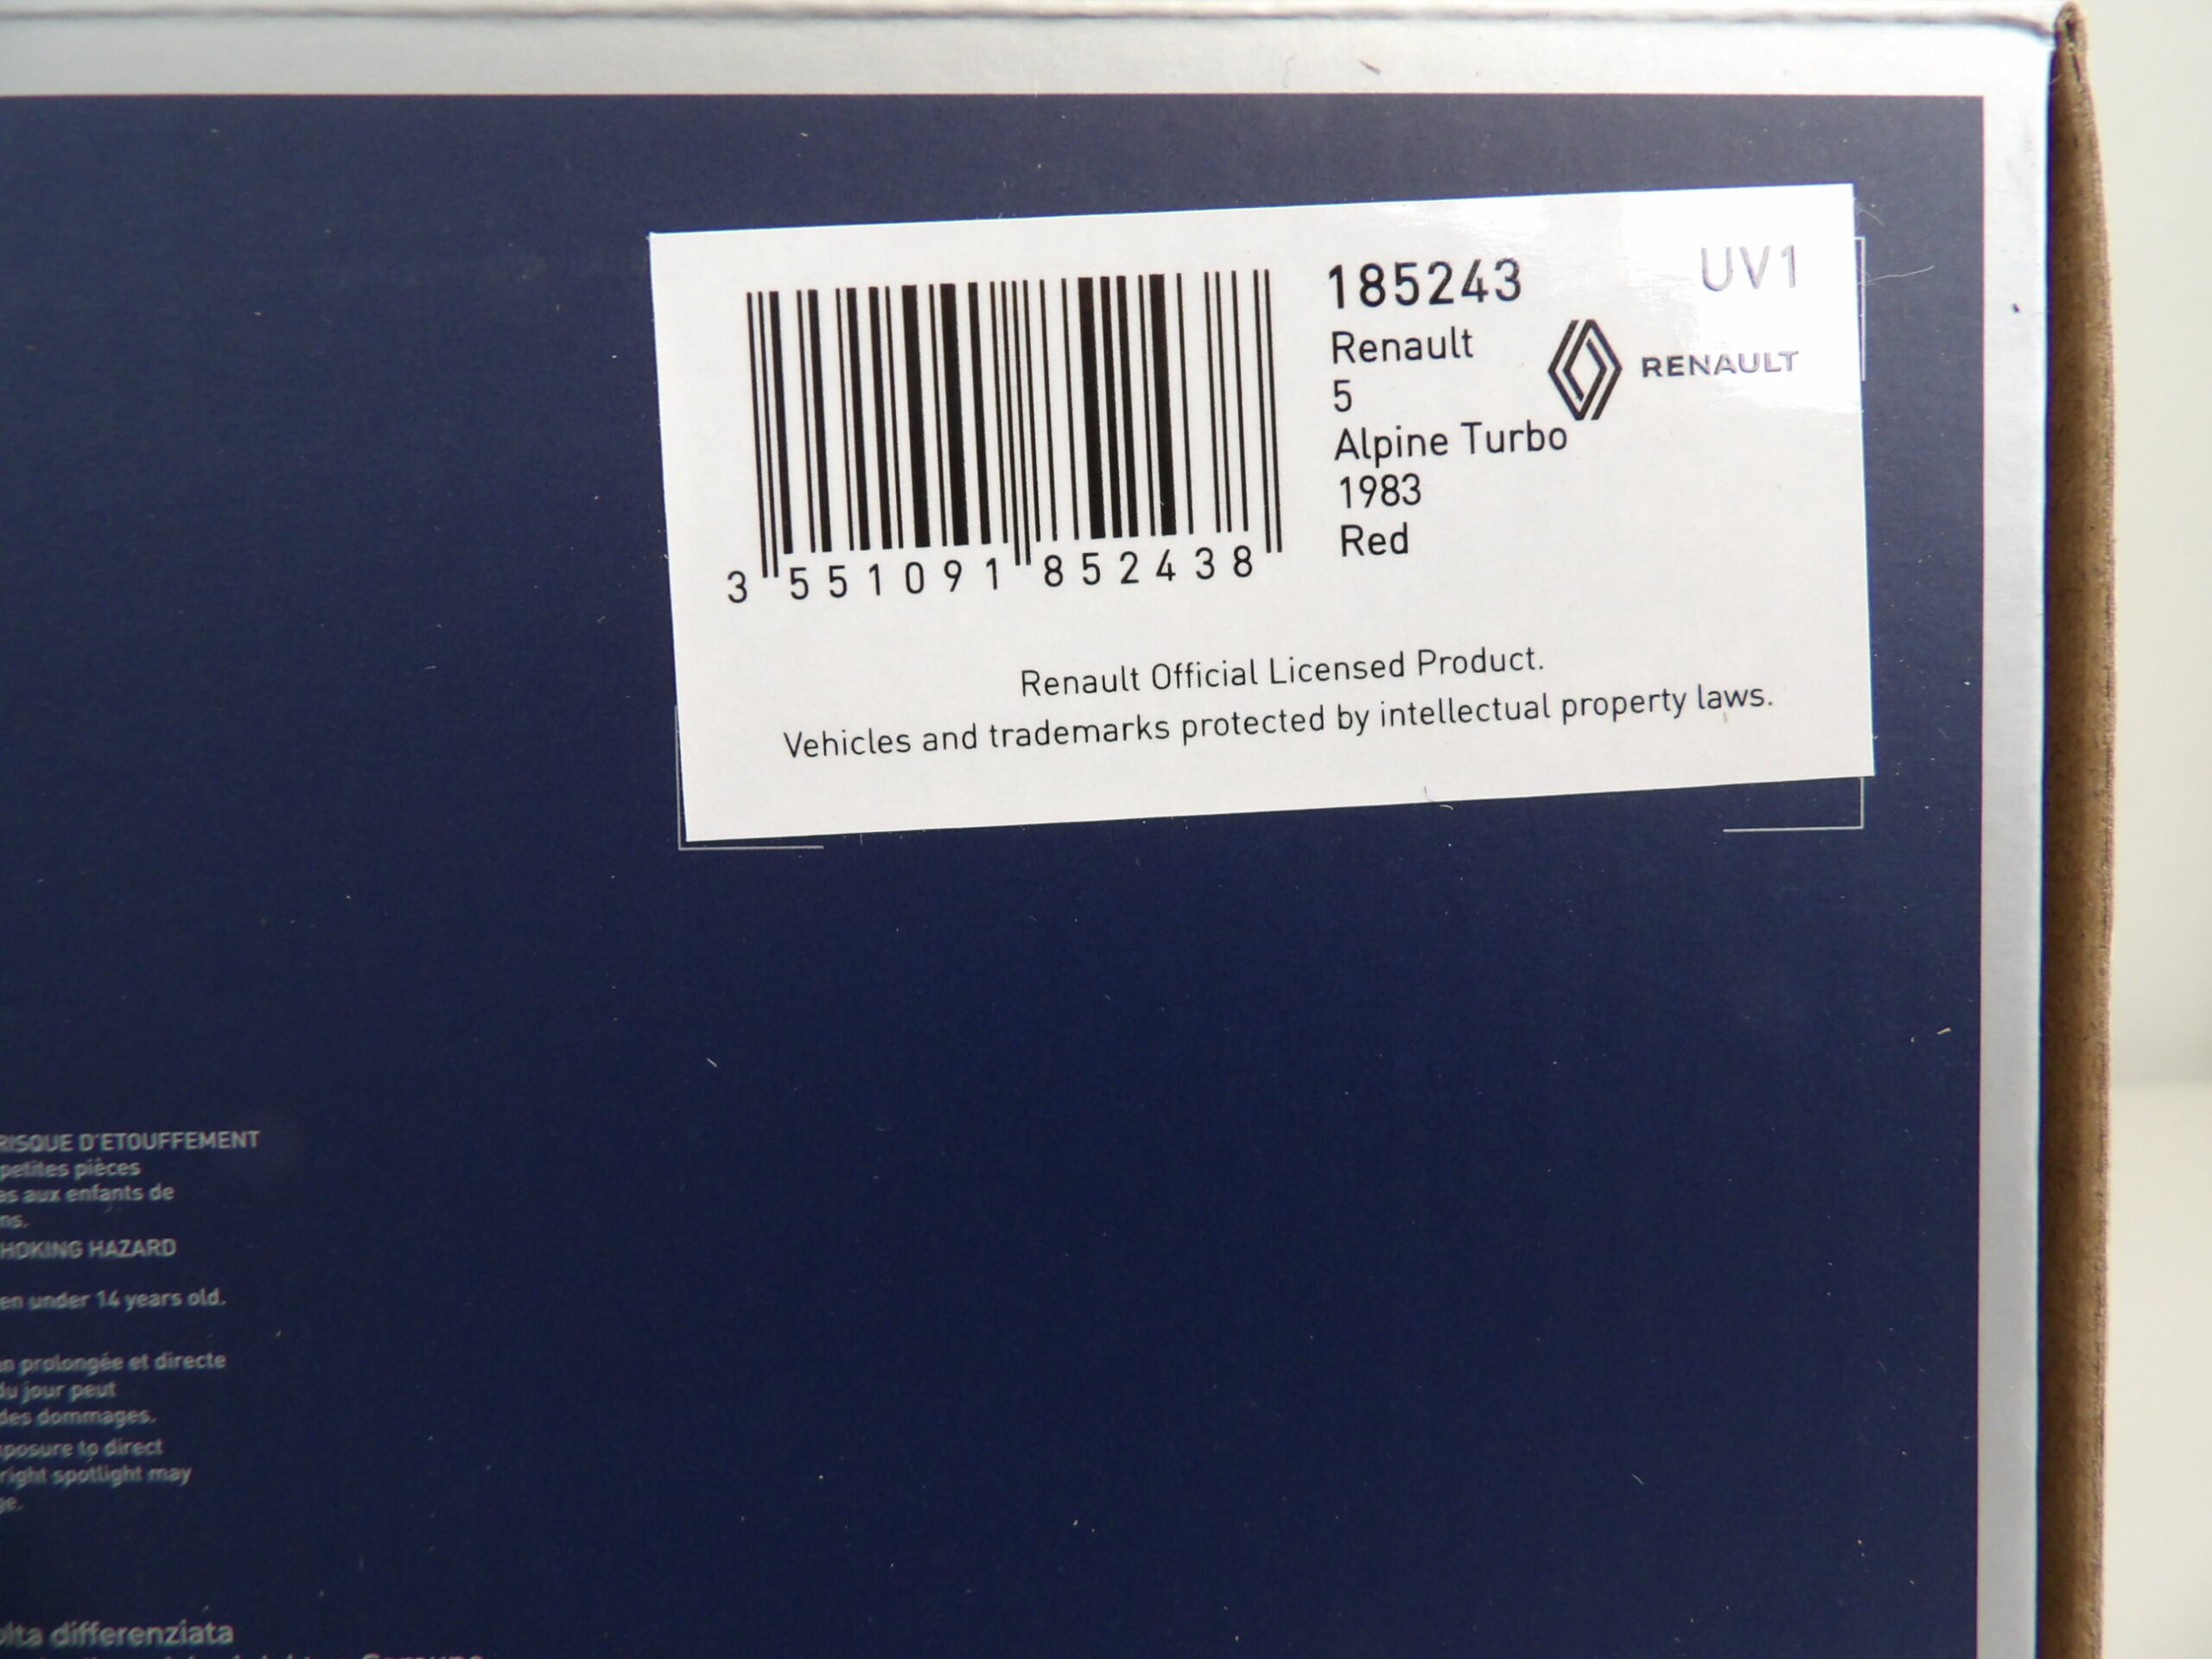 185243
UV1
Renault
5
Alpine Turbo
1983
Red
RENAULT
3 551091 852438
Renault Official Licensed Product.
Vehicles and trademarks protected by intellectual property laws.
RISQUE D'ETOUFFEMENT
petites pièces
aux enfants de
HOKING HAZARD
en under 14 years old.
prolongée et directe
du jour peut
des dommages.
posure to direct
right spotlight may
differenziata